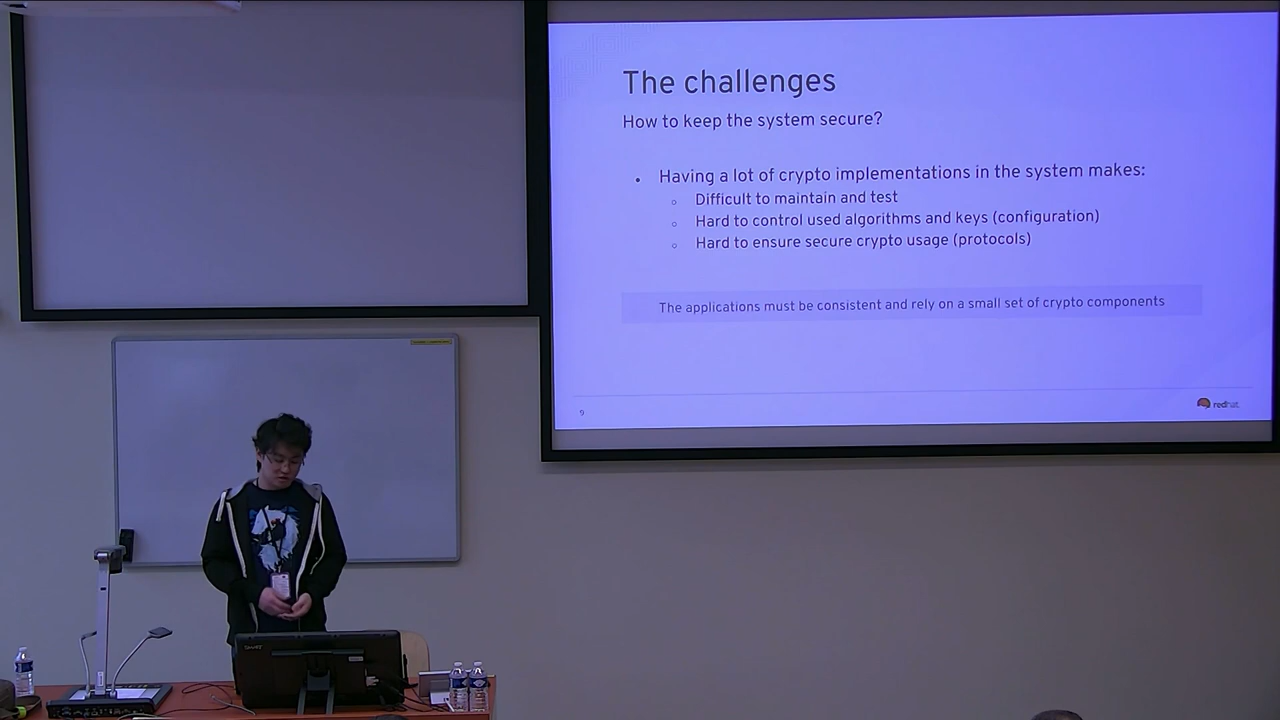 The challenges
How to keep the system secure?
• Having a lot of crypto implementations in the system makes:
○ Difficult to maintain and test
○ Hard to control used algorithms and keys (configuration)
○ Hard to ensure secure crypto usage (protocols)
The applications must be consistent and rely on a small set of crypto components
9
redhat.
SMART